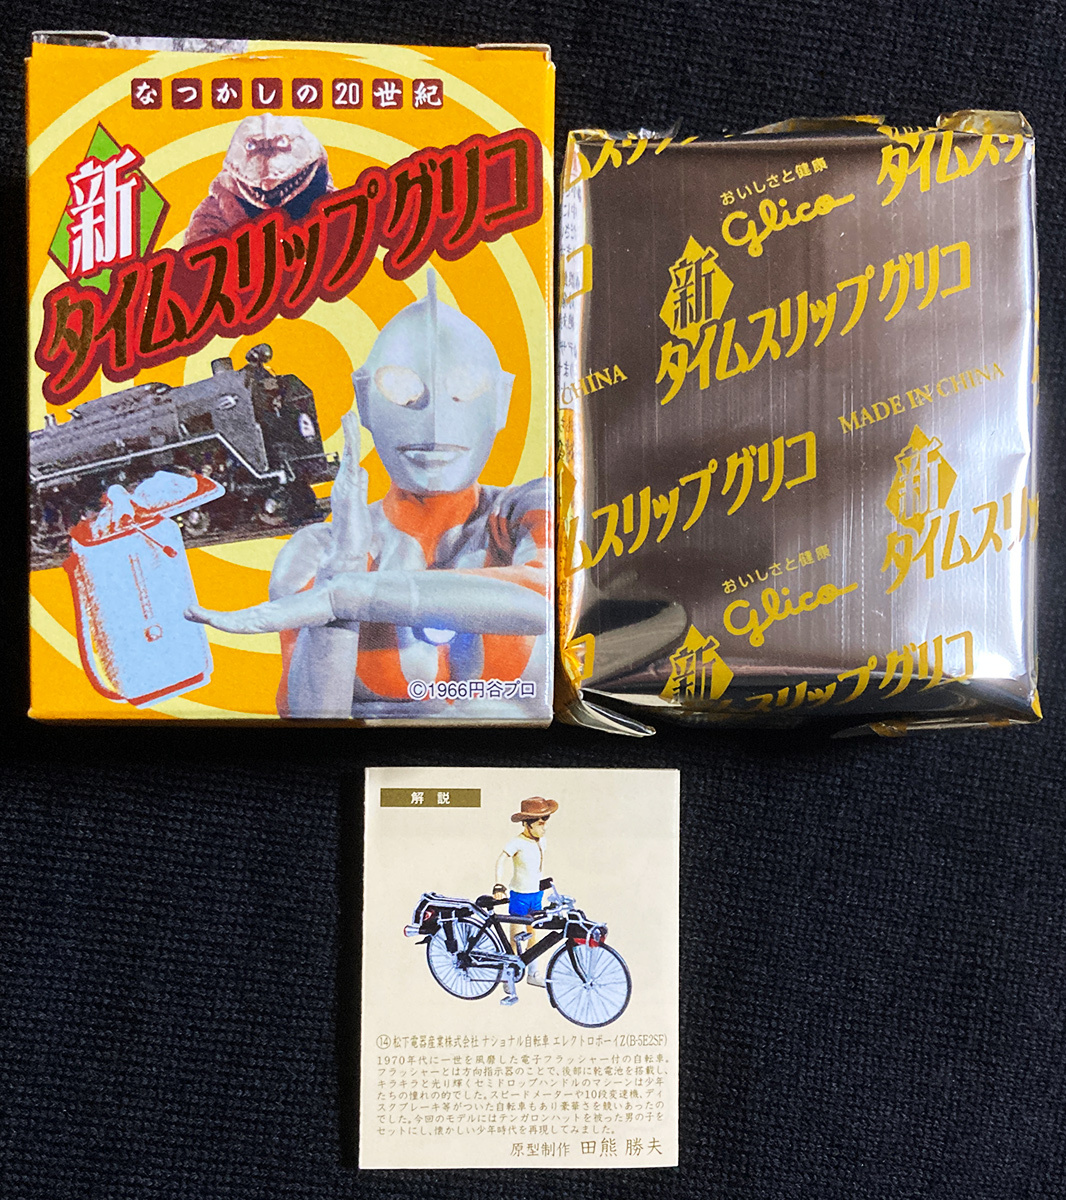 なつかしの20世紀
新
タイムスリップグリコ
©1966円谷プロ
タイムスリッ
おいしさと健康
Glico
新
タイムスリップグリコ
CHINA
MADE IN CHINA
ムスリップグリコ
新
タイムスリッ
おいしさと健康
Glico
新
リップグリコ
解説
⑭松下電器産業株式会社 ナショナル自転車 エレクトロボーイZ(B-5E2SF)
1970年代に一世を風靡した電子フラッシャー付の自転車。
フラッシャーとは方向指示器のことで、後部に乾電池を搭載し、
キラキラと光り輝くセミドロップハンドルのマシーンは少年
たちの憧れの的でした。スピードメーターや10段変速機、ディ
スクブレーキ等がついた自転車もあり豪華さを競いあったの
でした。今回のモデルにはテンガロンハットを被った男の子を
セットにし、懐かしい少年時代を再現してみました。
原型制作 田熊勝夫